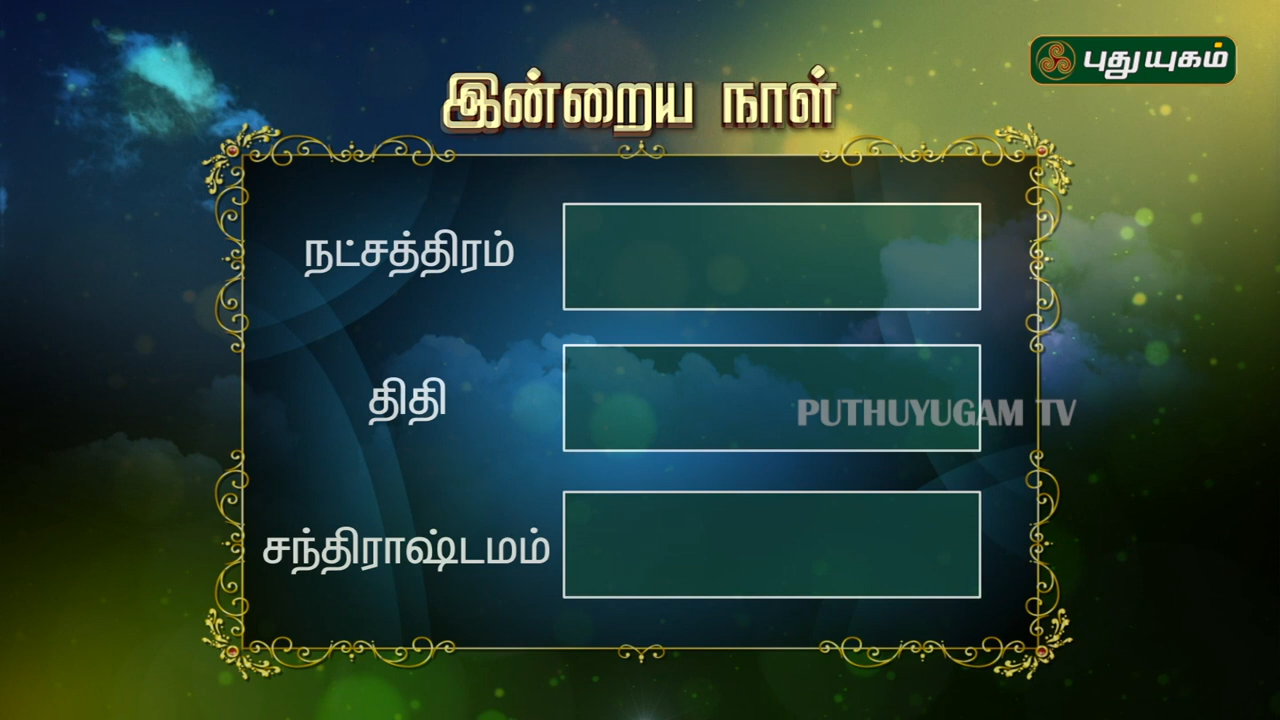 புதுயுகம்
இன்றைய நாள்
நட்சத்திரம்
திதி
PUTHUYUGAM TV
சந்திராஷ்டமம்